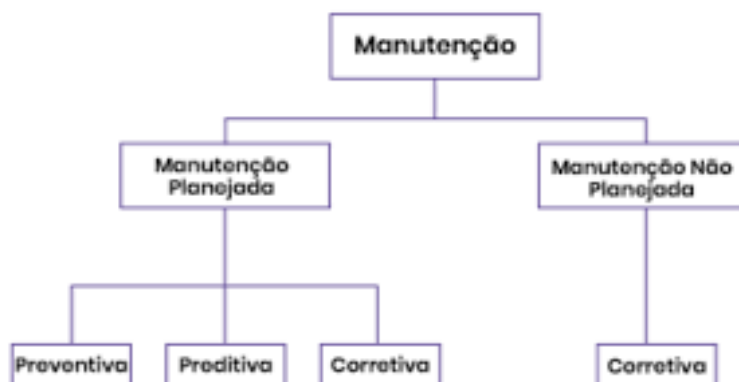 Manutenção
Manutenção
Planejada
Manutenção Não
Planejada
Preventiva
Preditiva
Corretiva
Corretiva